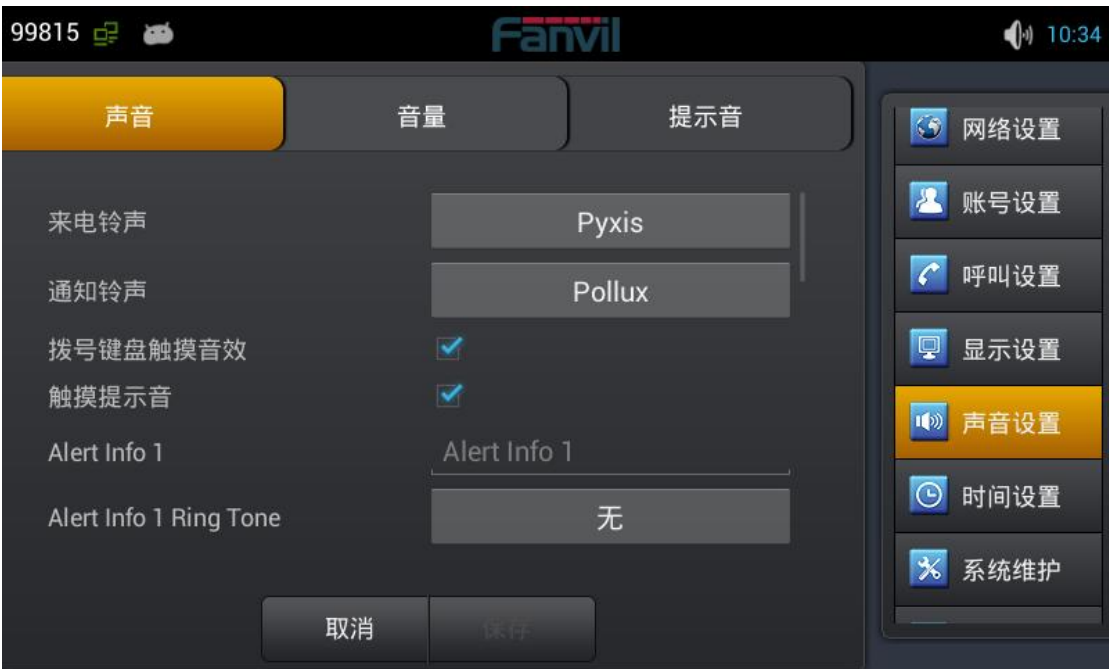 99815 Fanvil 10:34
声音 音量 提示音
来电铃声 Pyxis
通知铃声 Pollux
拨号键盘触摸音效
触摸提示音
Alert Info 1 Alert Info 1
Alert Info 1 Ring Tone 无
取消 保存
网络设置
账号设置
呼叫设置
显示设置
声音设置
时间设置
系统维护